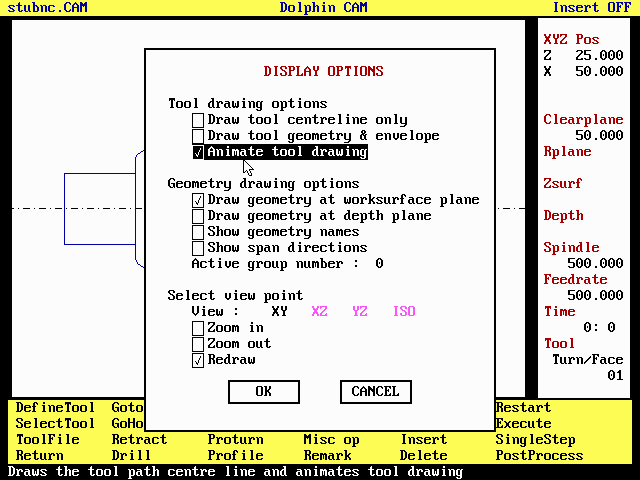 stubnc.CAM Dolphin CAM Insert OFF
DISPLAY OPTIONS
Tool drawing options
Draw tool centreline only
Draw tool geometry & envelope
Animate tool drawing
Geometry drawing options
Draw geometry at worksurface plane
Draw geometry at depth plane
Show geometry names
Show span directions
Active group number : 0
Select view point
View : XY XZ YZ ISO
Zoom in
Zoom out
Redraw
OK CANCEL
XYZ Pos
Z 25.000
X 50.000
Clearplane
50.000
Rplane
Zsurf
Depth
Spindle
500.000
Feedrate
500.000
Time
0: 0
Tool
Turn/Face
01
DefineTool Goto Restart
SelectTool GoHo Execute
ToolFile Retract Proturn Misc op Insert SingleStep
Return Drill Profile Remark Delete PostProcess
Draws the tool path centre line and animates tool drawing